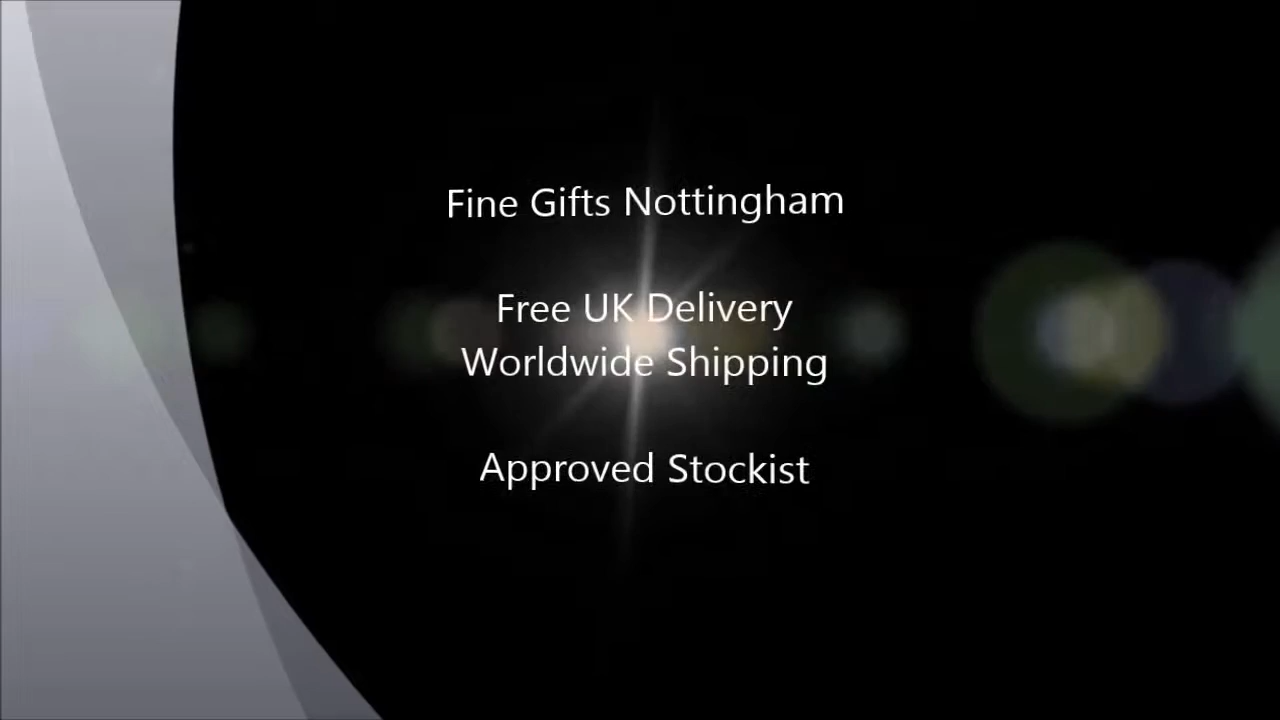 Fine Gifts Nottingham
Free UK Delivery
Worldwide Shipping
Approved Stockist